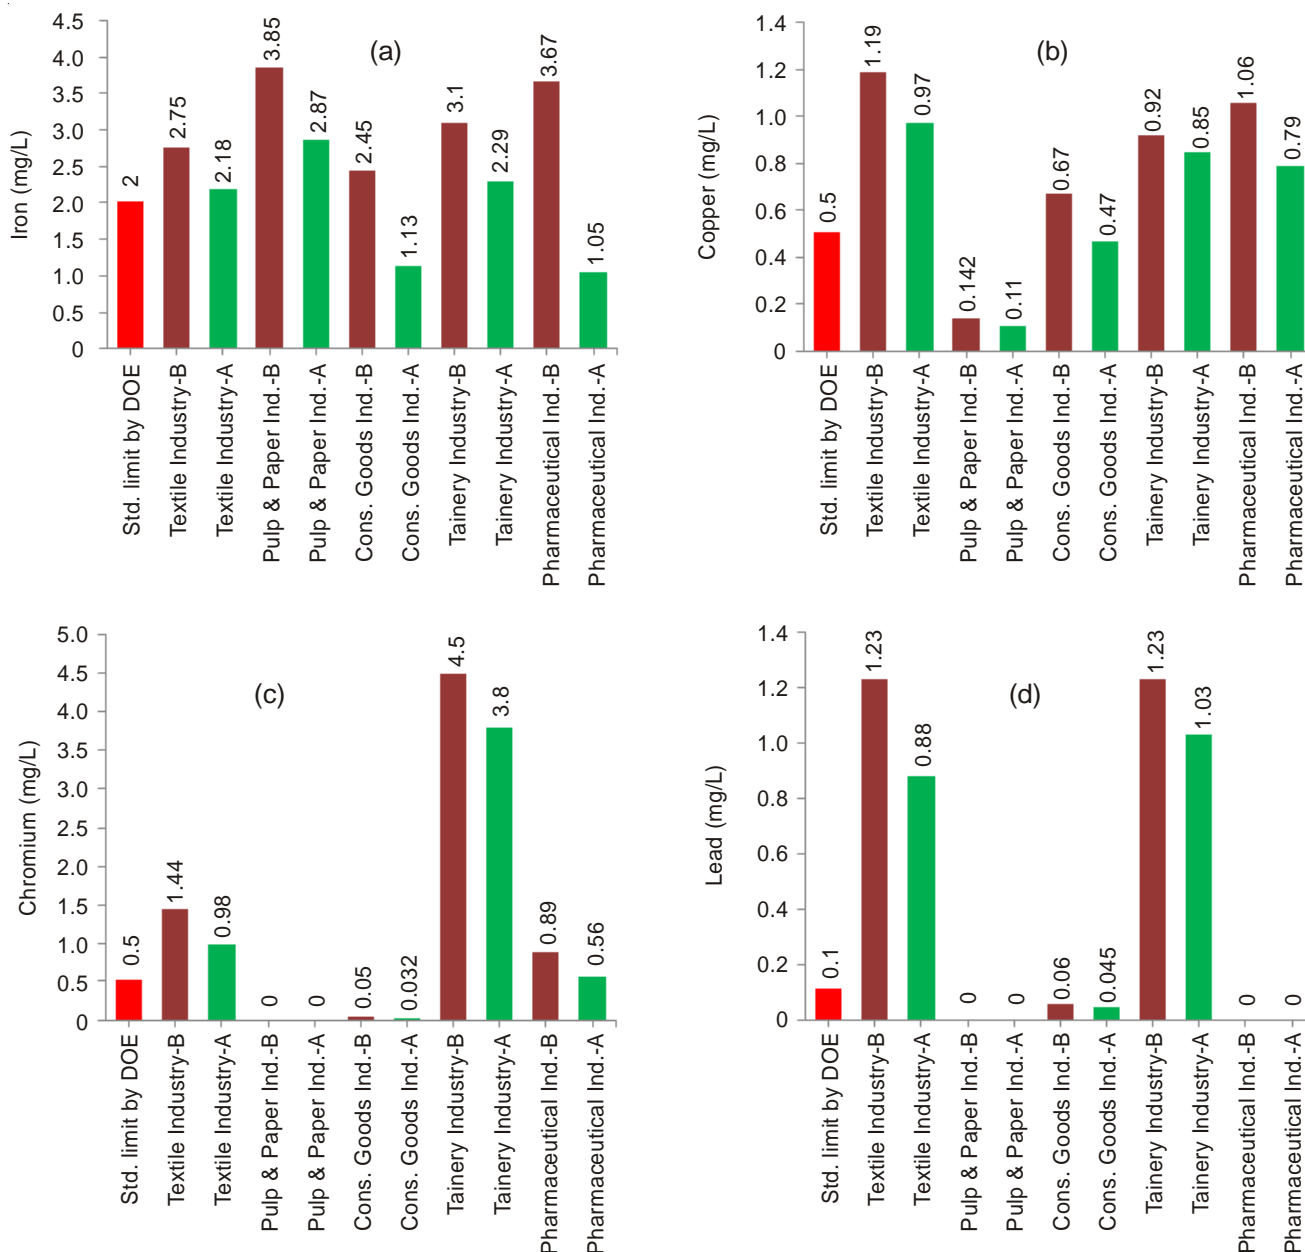 (a)
Iron (mg/L)
4.5
4.0
3.5
3.0
2.5
2.0
1.5
1.0
0.5
0
2
2.75
2.18
3.85
2.87
2.45
1.13
3.1
2.29
3.67
1.05
Std. limit by DOE
Textile Industry-B
Textile Industry-A
Pulp & Paper Ind.-B
Pulp & Paper Ind.-A
Cons. Goods Ind.-B
Cons. Goods Ind.-A
Tainery Industry-B
Tainery Industry-A
Pharmaceutical Ind.-B
Pharmaceutical Ind.-A
(b)
Copper (mg/L)
1.4
1.2
1.0
0.8
0.6
0.4
0.2
0
0.5
1.19
0.97
0.142
0.11
0.67
0.47
0.92
0.85
1.06
0.79
Std. limit by DOE
Textile Industry-B
Textile Industry-A
Pulp & Paper Ind.-B
Pulp & Paper Ind.-A
Cons. Goods Ind.-B
Cons. Goods Ind.-A
Tainery Industry-B
Tainery Industry-A
Pharmaceutical Ind.-B
Pharmaceutical Ind.-A
(c)
Chromium (mg/L)
5.0
4.5
4.0
3.5
3.0
2.5
2.0
1.5
1.0
0.5
0
0.5
1.44
0.98
0
0
0.05
0.032
4.5
3.8
0.89
0.56
Std. limit by DOE
Textile Industry-B
Textile Industry-A
Pulp & Paper Ind.-B
Pulp & Paper Ind.-A
Cons. Goods Ind.-B
Cons. Goods Ind.-A
Tainery Industry-B
Tainery Industry-A
Pharmaceutical Ind.-B
Pharmaceutical Ind.-A
(d)
Lead (mg/L)
1.4
1.2
1.0
0.8
0.6
0.4
0.2
0
0.1
1.23
0.88
0
0
0.06
0.045
1.23
1.03
0
0
Std. limit by DOE
Textile Industry-B
Textile Industry-A
Pulp & Paper Ind.-B
Pulp & Paper Ind.-A
Cons. Goods Ind.-B
Cons. Goods Ind.-A
Tainery Industry-B
Tainery Industry-A
Pharmaceutical Ind.-B
Pharmaceutical Ind.-A